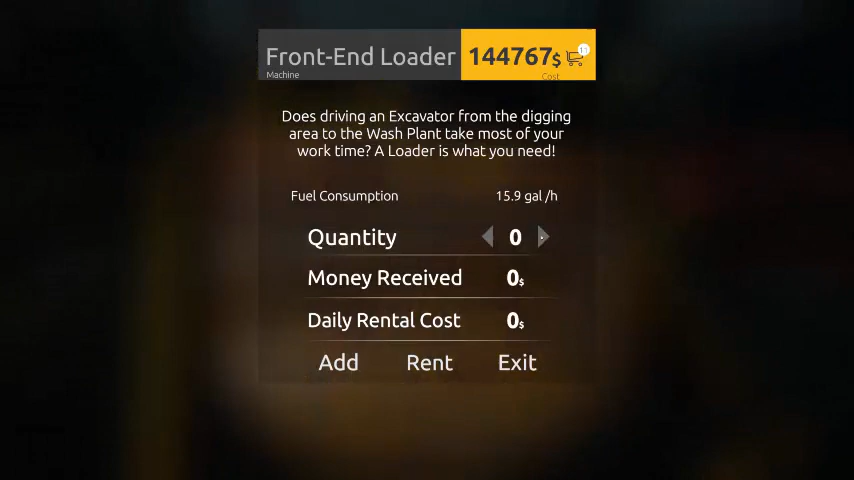 Front-End Loader
Machine
144767$
Cost
Does driving an Excavator from the digging
area to the Wash Plant take most of your
work time? A Loader is what you need!
Fuel Consumption 15.9 gal /h
Quantity 0
Money Received 0$
Daily Rental Cost 0$
Add Rent Exit